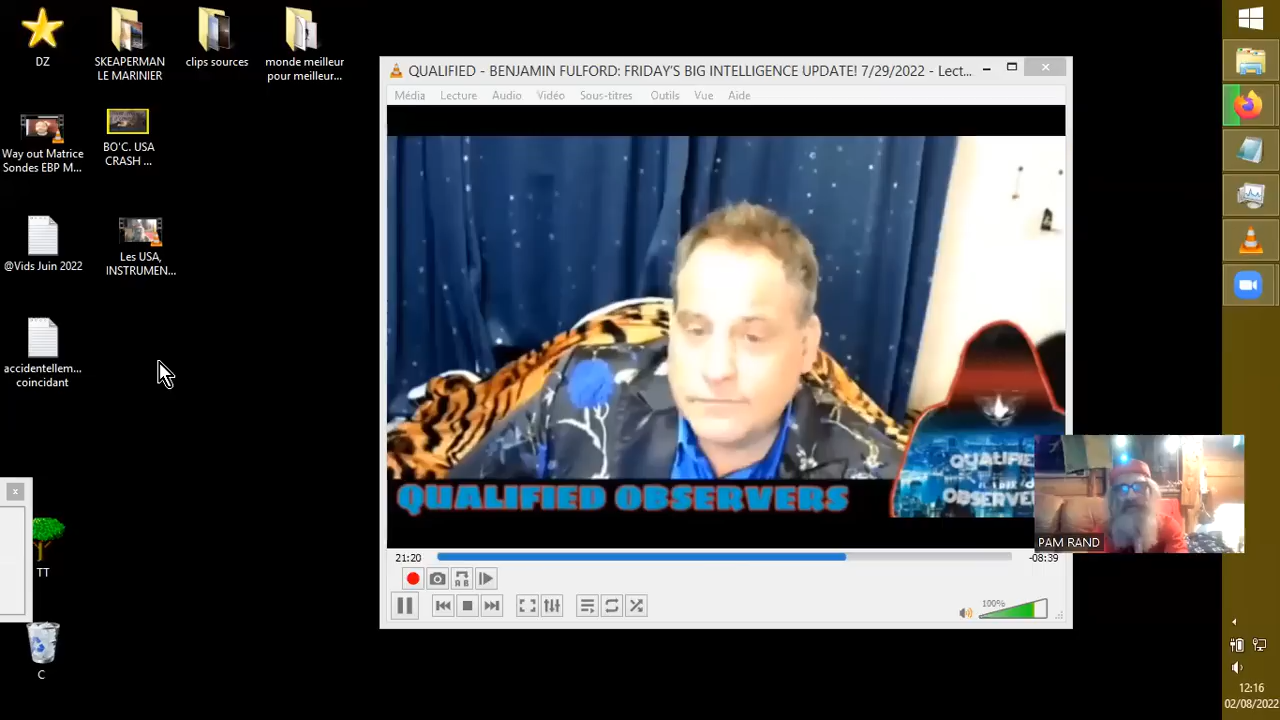 DZ
SKEAPERMAN
LE MARINIER
clips sources
monde meilleur
pour meilleur...
Way out Matrice
Sondes EBP M...
BO'C. USA
CRASH ...
@Vids Juin 2022
Les USA,
INSTRUMEN...
accidentellem...
coincidant
x
TT
C
QUALIFIED - BENJAMIN FULFORD: FRIDAY'S BIG INTELLIGENCE UPDATE! 7/29/2022 - Lect...
Média Lecture Audio Vidéo Sous-titres Outils Vue Aide
QUALIFIE
OBSERVER
QUALIFIED OBSERVERS
PAM RAND
21:20
-08:39
A B
100%
12:16
02/08/2022